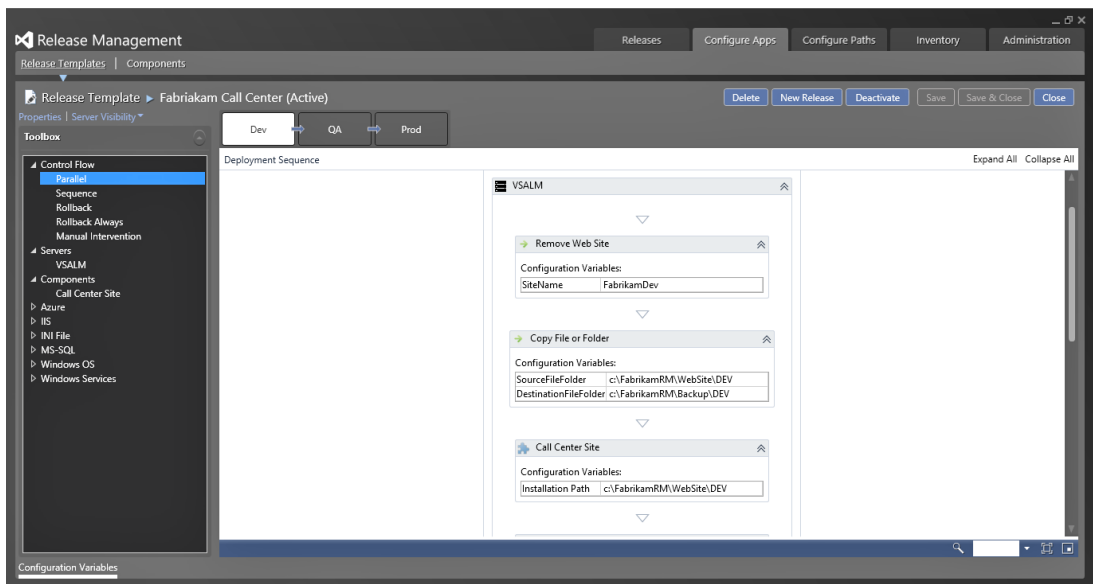 Release Management
Releases
Configure Apps
Configure Paths
Inventory
Administration
Release Templates | Components
Release Template ▸ Fabriakam Call Center (Active)
Delete
New Release
Deactivate
Save
Save & Close
Close
Properties | Server Visibility
Toolbox
Dev
QA
Prod
Deployment Sequence
Expand All Collapse All
Control Flow
Parallel
Sequence
Rollback
Rollback Always
Manual Intervention
Servers
VSALM
Components
Call Center Site
Azure
IIS
INI File
MS-SQL
Windows OS
Windows Services
VSALM
Remove Web Site
Configuration Variables:
SiteName FabrikamDev
Copy File or Folder
Configuration Variables:
SourceFileFolder c:\FabrikamRM\WebSite\DEV
DestinationFileFolder c:\FabrikamRM\Backup\DEV
Call Center Site
Configuration Variables:
Installation Path c:\FabrikamRM\WebSite\DEV
Configuration Variables